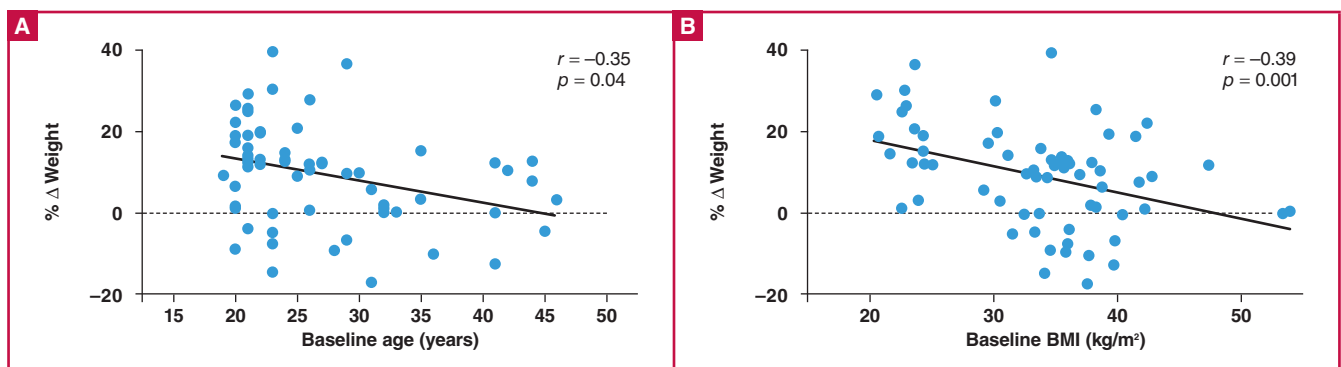 A
r = –0.35
p = 0.04
40
20
0
–20
% Δ Weight
15 20 25 30 35 40 45 50
Baseline age (years)
B
r = –0.39
p = 0.001
40
20
0
–20
% Δ Weight
20 30 40 50
Baseline BMI (kg/m²)